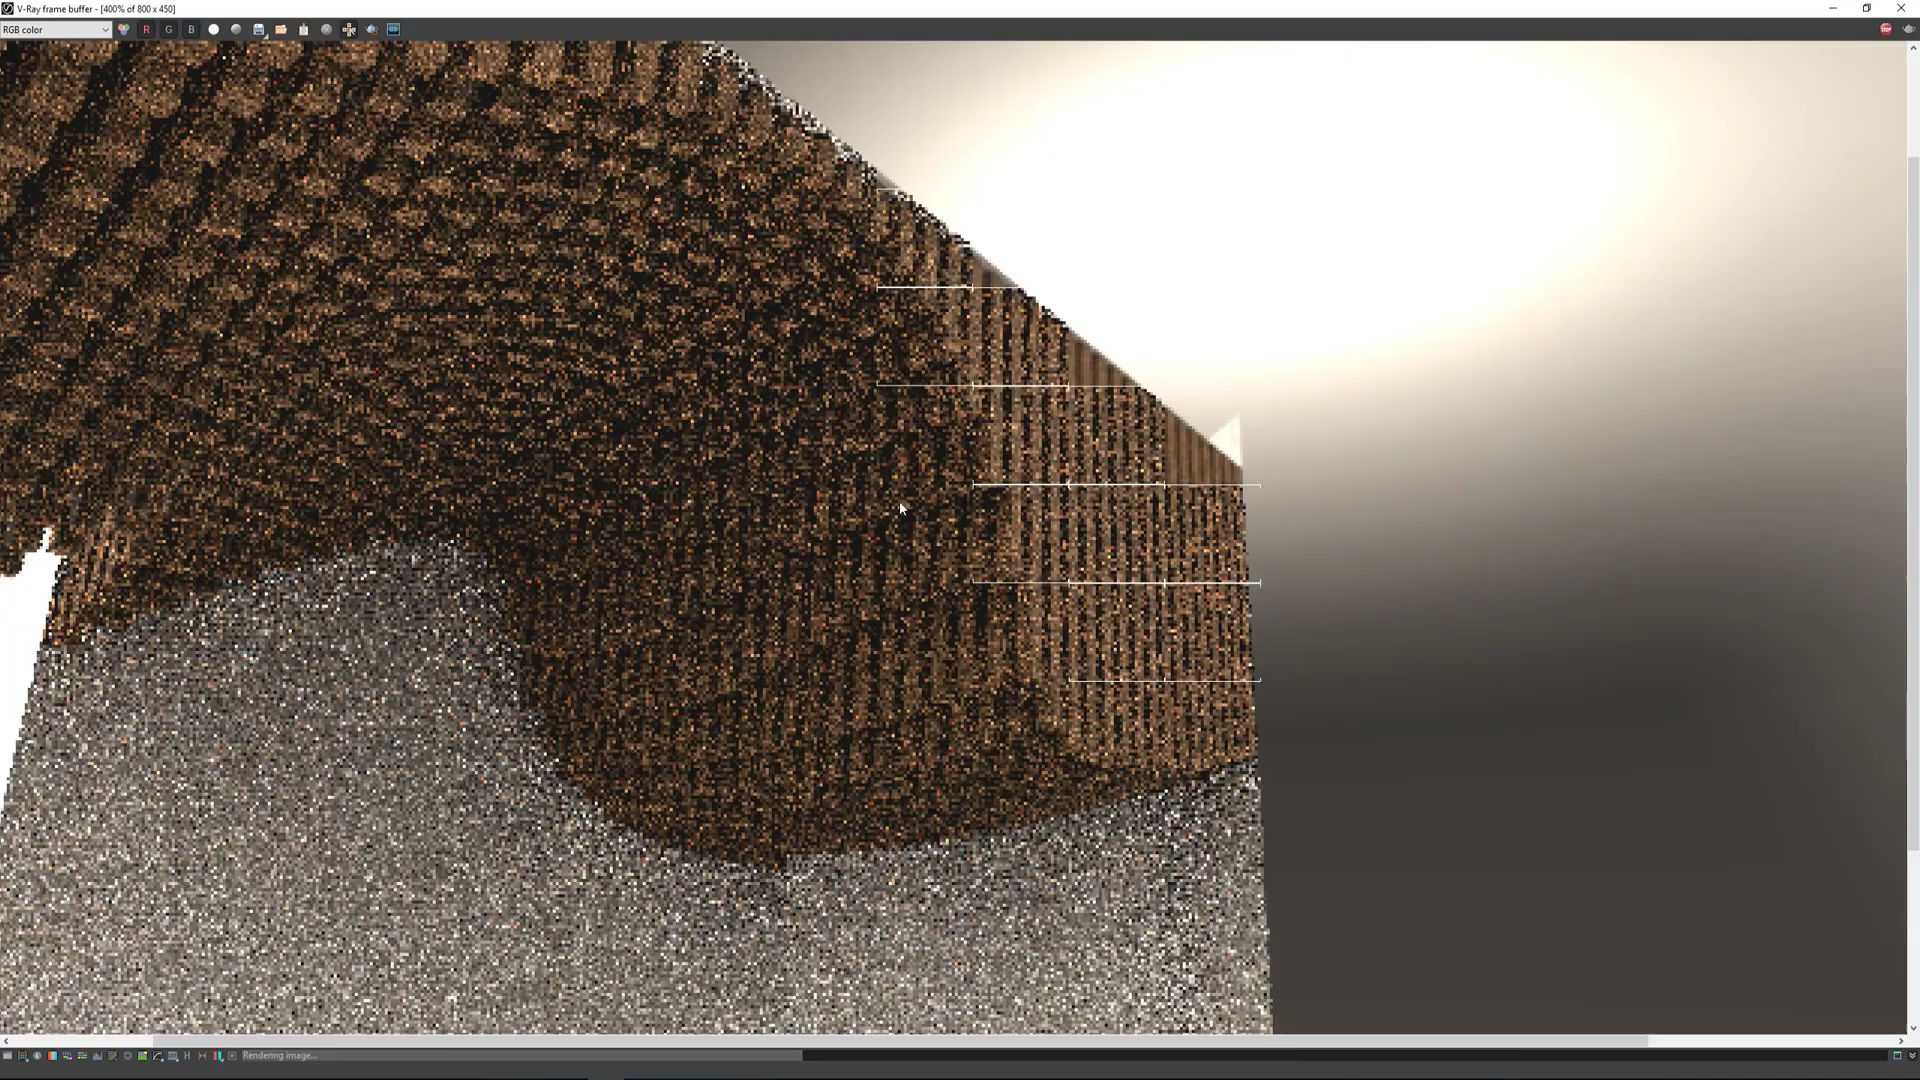 V-Ray frame buffer - [400% of 800 x 450]
RGB color
R
G
B
Rendering image...
H